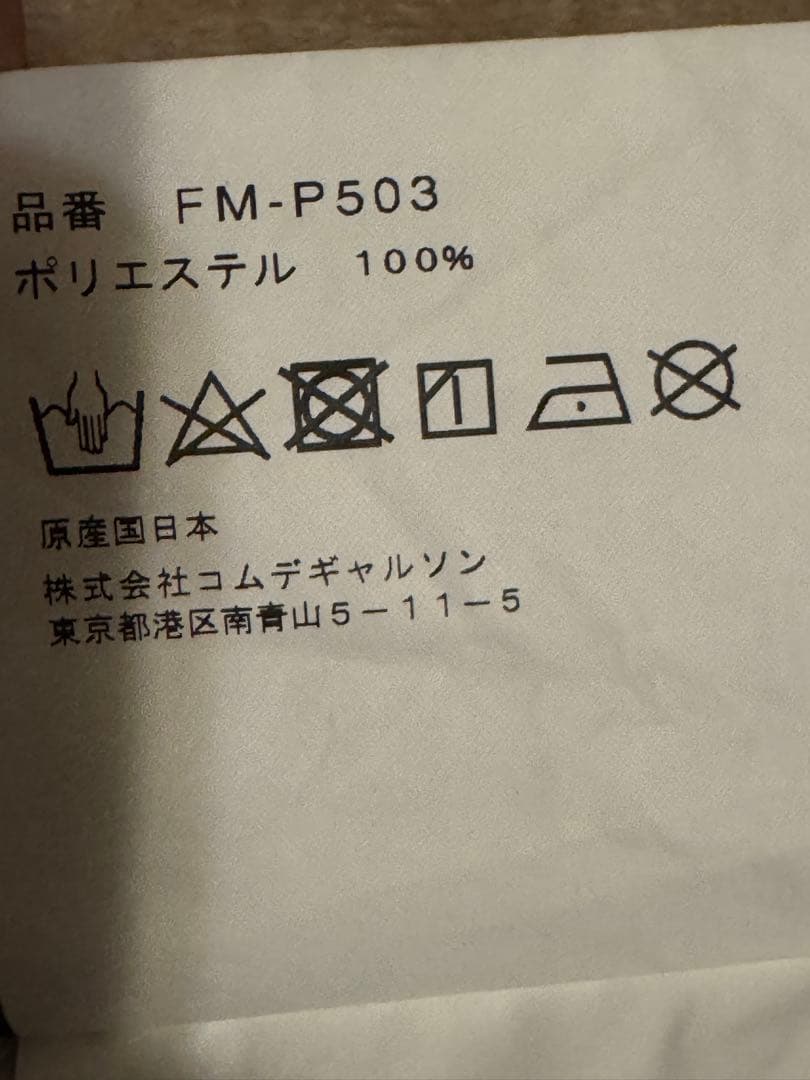 品番 FM-P503
ポリエステル 100%
原産国日本
株式会社コムデギャルソン
東京都港区南青山5-11-5